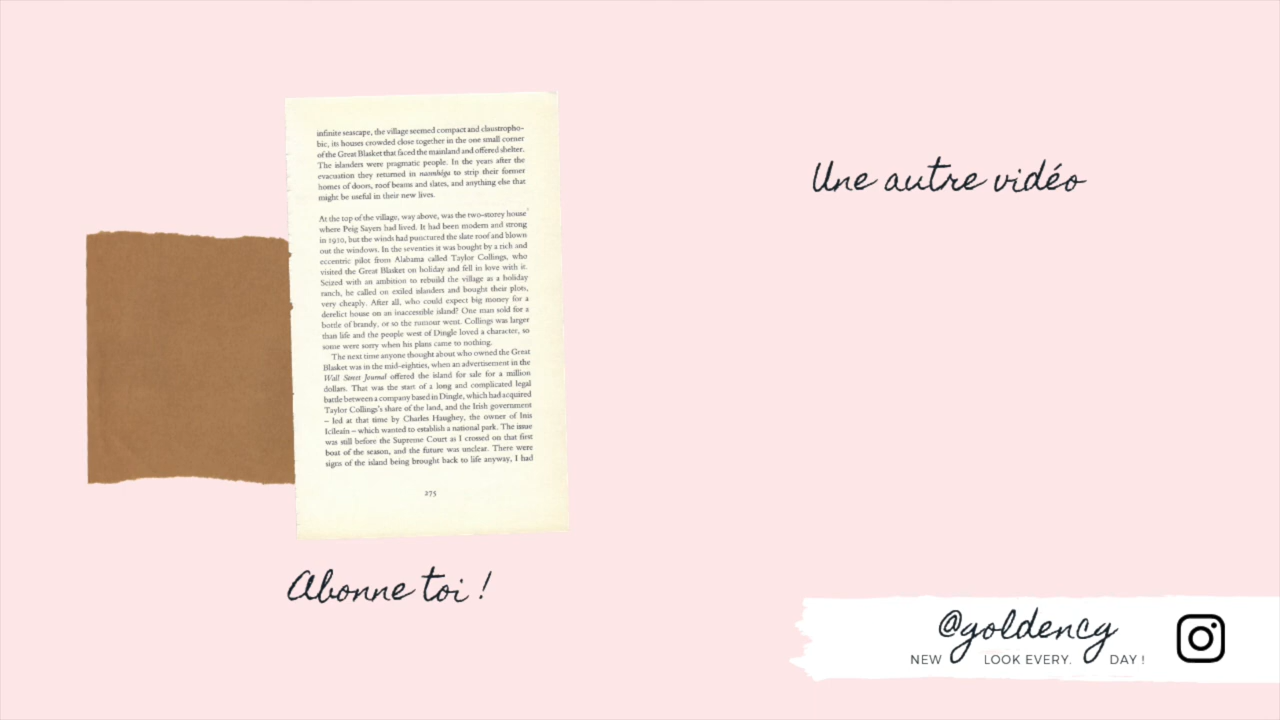 infinite seascape, the village seemed compact and claustropho-
bic, its houses crowded close together in the one small corner
of the Great Blasket that faced the mainland and offered shelter.
The islanders were pragmatic people. In the years after the
evacuation they returned in naomhóga to strip their former
homes of doors, roof beams and slates, and anything else that
might be useful in their new lives.
At the top of the village, way above, was the two-storey house
where Peig Sayers had lived. It had been modern and strong
in 1910, but the winds had punctured the slate roof and blown
out the windows. In the seventies it was bought by a rich and
eccentric pilot from Alabama called Taylor Collings, who
visited the Great Blasket on holiday and fell in love with it.
Seized with an ambition to rebuild the village as a holiday
ranch, he called on exiled islanders and bought their plots,
very cheaply. After all, who could expect big money for a
derelict house on an inaccessible island? One man sold for a
bottle of brandy, or so the rumour went. Collings was larger
than life and the people west of Dingle loved a character, so
some were sorry when his plans came to nothing.
The next time anyone thought about who owned the Great
Blasket was in the mid-eighties, when an advertisement in the
Wall Street Journal offered the island for sale for a million
dollars. That was the start of a long and complicated legal
battle between a company based in Dingle, which had acquired
Taylor Collings's share of the land, and the Irish government
– led at that time by Charles Haughey, the owner of Inis
Icíleáin – which wanted to establish a national park. The issue
was still before the Supreme Court as I crossed on that first
boat of the season, and the future was unclear. There were
signs of the island being brought back to life anyway, I had
275
Abonne toi !
Une autre vidéo
@goldency
NEW LOOK EVERY. DAY !